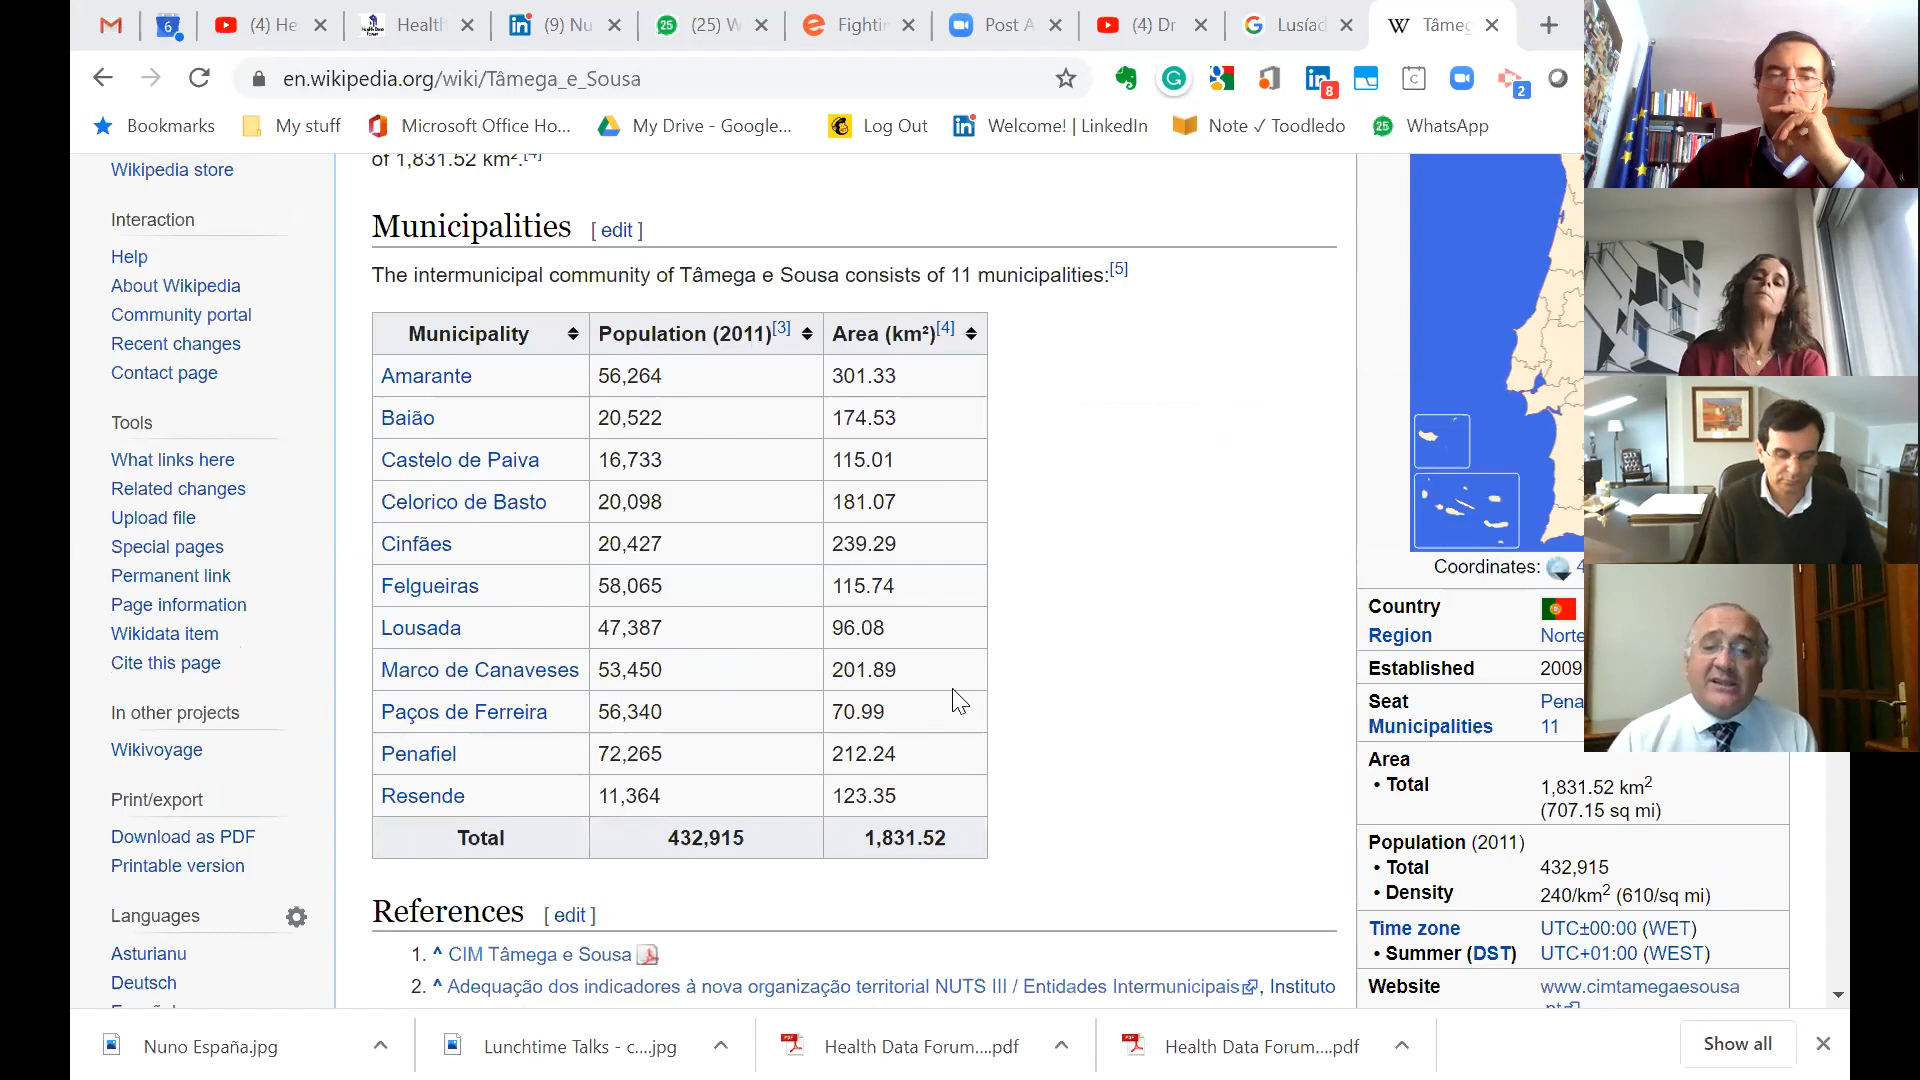 6
(4) He
Health
(9) Nu
25
(25) W
Fightin
Post A
(4) Dr
Lusíad
Tâmeg
en.wikipedia.org/wiki/Tâmega_e_Sousa
8
2
Bookmarks
My stuff
Microsoft Office Ho...
My Drive - Google...
Log Out
Welcome! | LinkedIn
Note ✓ Toodledo
25
WhatsApp
Wikipedia store
Interaction
Help
About Wikipedia
Community portal
Recent changes
Contact page
Tools
What links here
Related changes
Upload file
Special pages
Permanent link
Page information
Wikidata item
Cite this page
In other projects
Wikivoyage
Print/export
Download as PDF
Printable version
Languages
Asturianu
Deutsch
of 1,831.52 km².[4]
Municipalities [ edit ]
The intermunicipal community of Tâmega e Sousa consists of 11 municipalities:[5]
Municipality Population (2011)[3] Area (km²)[4]
Amarante 56,264 301.33
Baião 20,522 174.53
Castelo de Paiva 16,733 115.01
Celorico de Basto 20,098 181.07
Cinfães 20,427 239.29
Felgueiras 58,065 115.74
Lousada 47,387 96.08
Marco de Canaveses 53,450 201.89
Paços de Ferreira 56,340 70.99
Penafiel 72,265 212.24
Resende 11,364 123.35
Total 432,915 1,831.52
References [ edit ]
1. ^ CIM Tâmega e Sousa
2. ^ Adequação dos indicadores à nova organização territorial NUTS III / Entidades Intermunicipais, Instituto
Coordinates: 4
Country
Region Norte
Established 2009
Seat Pena
Municipalities 11
Area
• Total 1,831.52 km2
(707.15 sq mi)
Population (2011)
• Total 432,915
• Density 240/km2 (610/sq mi)
Time zone UTC±00:00 (WET)
• Summer (DST) UTC+01:00 (WEST)
Website www.cimtamegaesousa
Nuno España.jpg
Lunchtime Talks - c....jpg
Health Data Forum....pdf
Health Data Forum....pdf
Show all